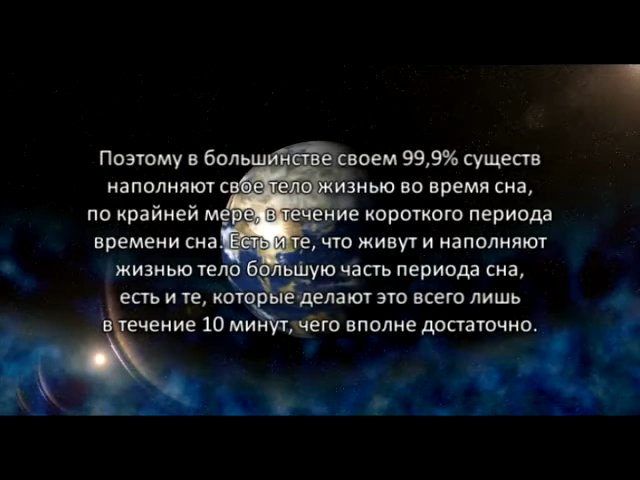 Поэтому в большинстве своем 99,9% существ
наполняют свое тело жизнью во время сна,
по крайней мере, в течение короткого периода
времени сна. Есть и те, что живут и наполняют
жизнью тело большую часть периода сна,
есть и те, которые делают это всего лишь
в течение 10 минут, чего вполне достаточно.